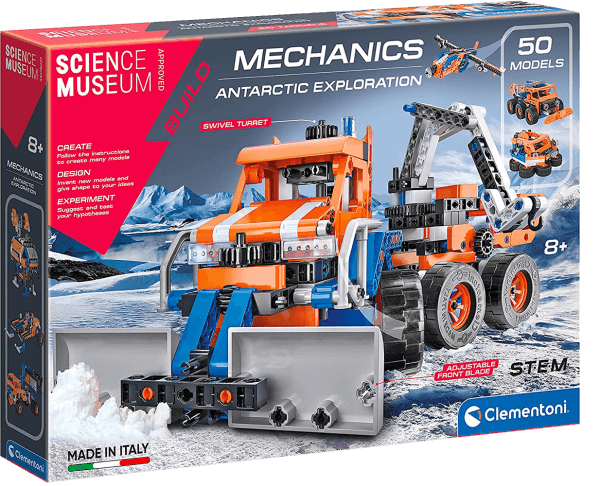 SCIENCE
MUSEUM
APPROVED
BUILD
MECHANICS
ANTARCTIC EXPLORATION
50
MODELS
SWIVEL TURRET
8+
CREATE
Follow the instructions
to create many models
DESIGN
Invent new models and
give shape to your ideas
EXPERIMENT
Suggest and test
your hypotheses
8+
MECHANICS
ANTARCTIC
EXPLORATION
ADJUSTABLE
FRONT BLADE
STEM
Clementoni®
MADE IN ITALY
Clementoni